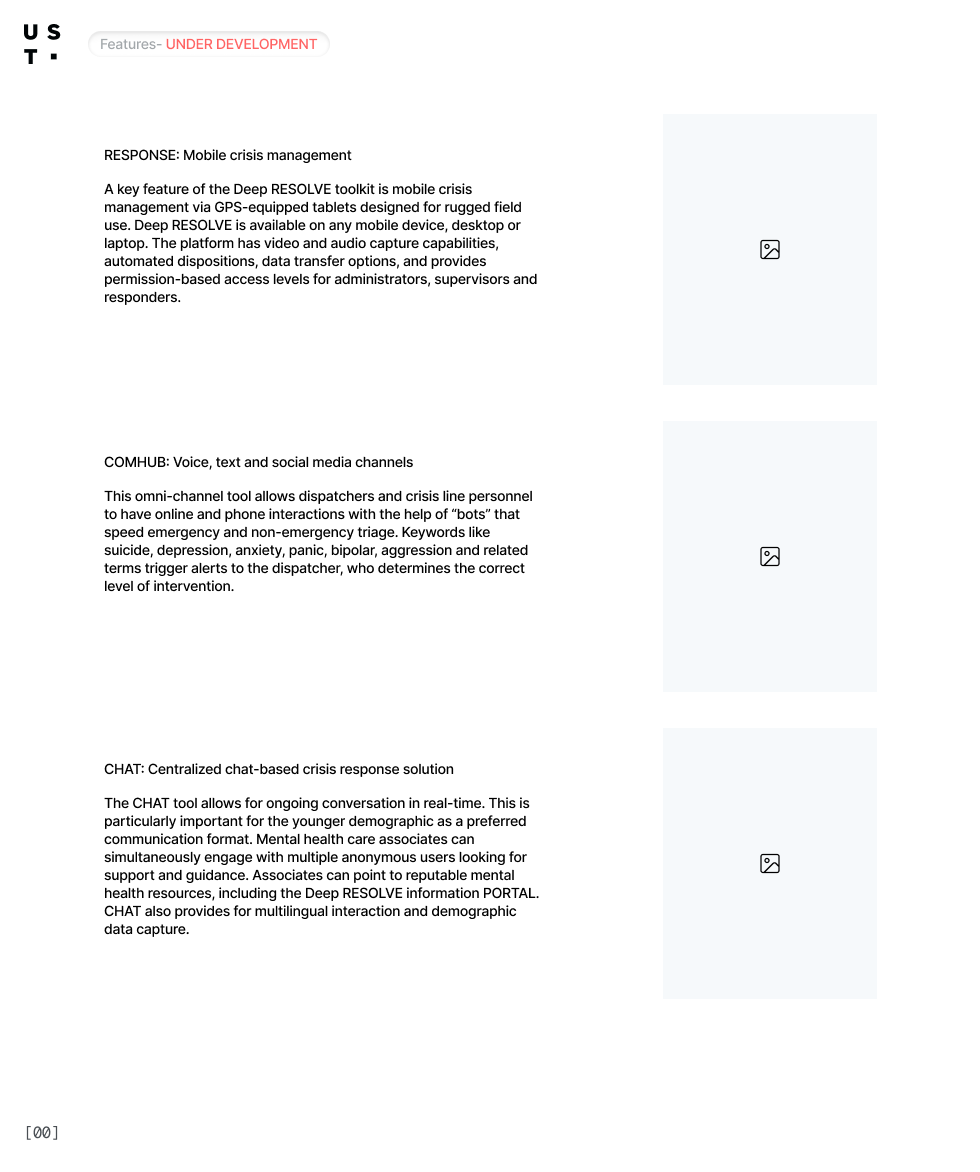 U S
T ▪
Features- UNDER DEVELOPMENT
RESPONSE: Mobile crisis management
A key feature of the Deep RESOLVE toolkit is mobile crisis
management via GPS-equipped tablets designed for rugged field
use. Deep RESOLVE is available on any mobile device, desktop or
laptop. The platform has video and audio capture capabilities,
automated dispositions, data transfer options, and provides
permission-based access levels for administrators, supervisors and
responders.
COMHUB: Voice, text and social media channels
This omni-channel tool allows dispatchers and crisis line personnel
to have online and phone interactions with the help of “bots” that
speed emergency and non-emergency triage. Keywords like
suicide, depression, anxiety, panic, bipolar, aggression and related
terms trigger alerts to the dispatcher, who determines the correct
level of intervention.
CHAT: Centralized chat-based crisis response solution
The CHAT tool allows for ongoing conversation in real-time. This is
particularly important for the younger demographic as a preferred
communication format. Mental health care associates can
simultaneously engage with multiple anonymous users looking for
support and guidance. Associates can point to reputable mental
health resources, including the Deep RESOLVE information PORTAL.
CHAT also provides for multilingual interaction and demographic
data capture.
[00]